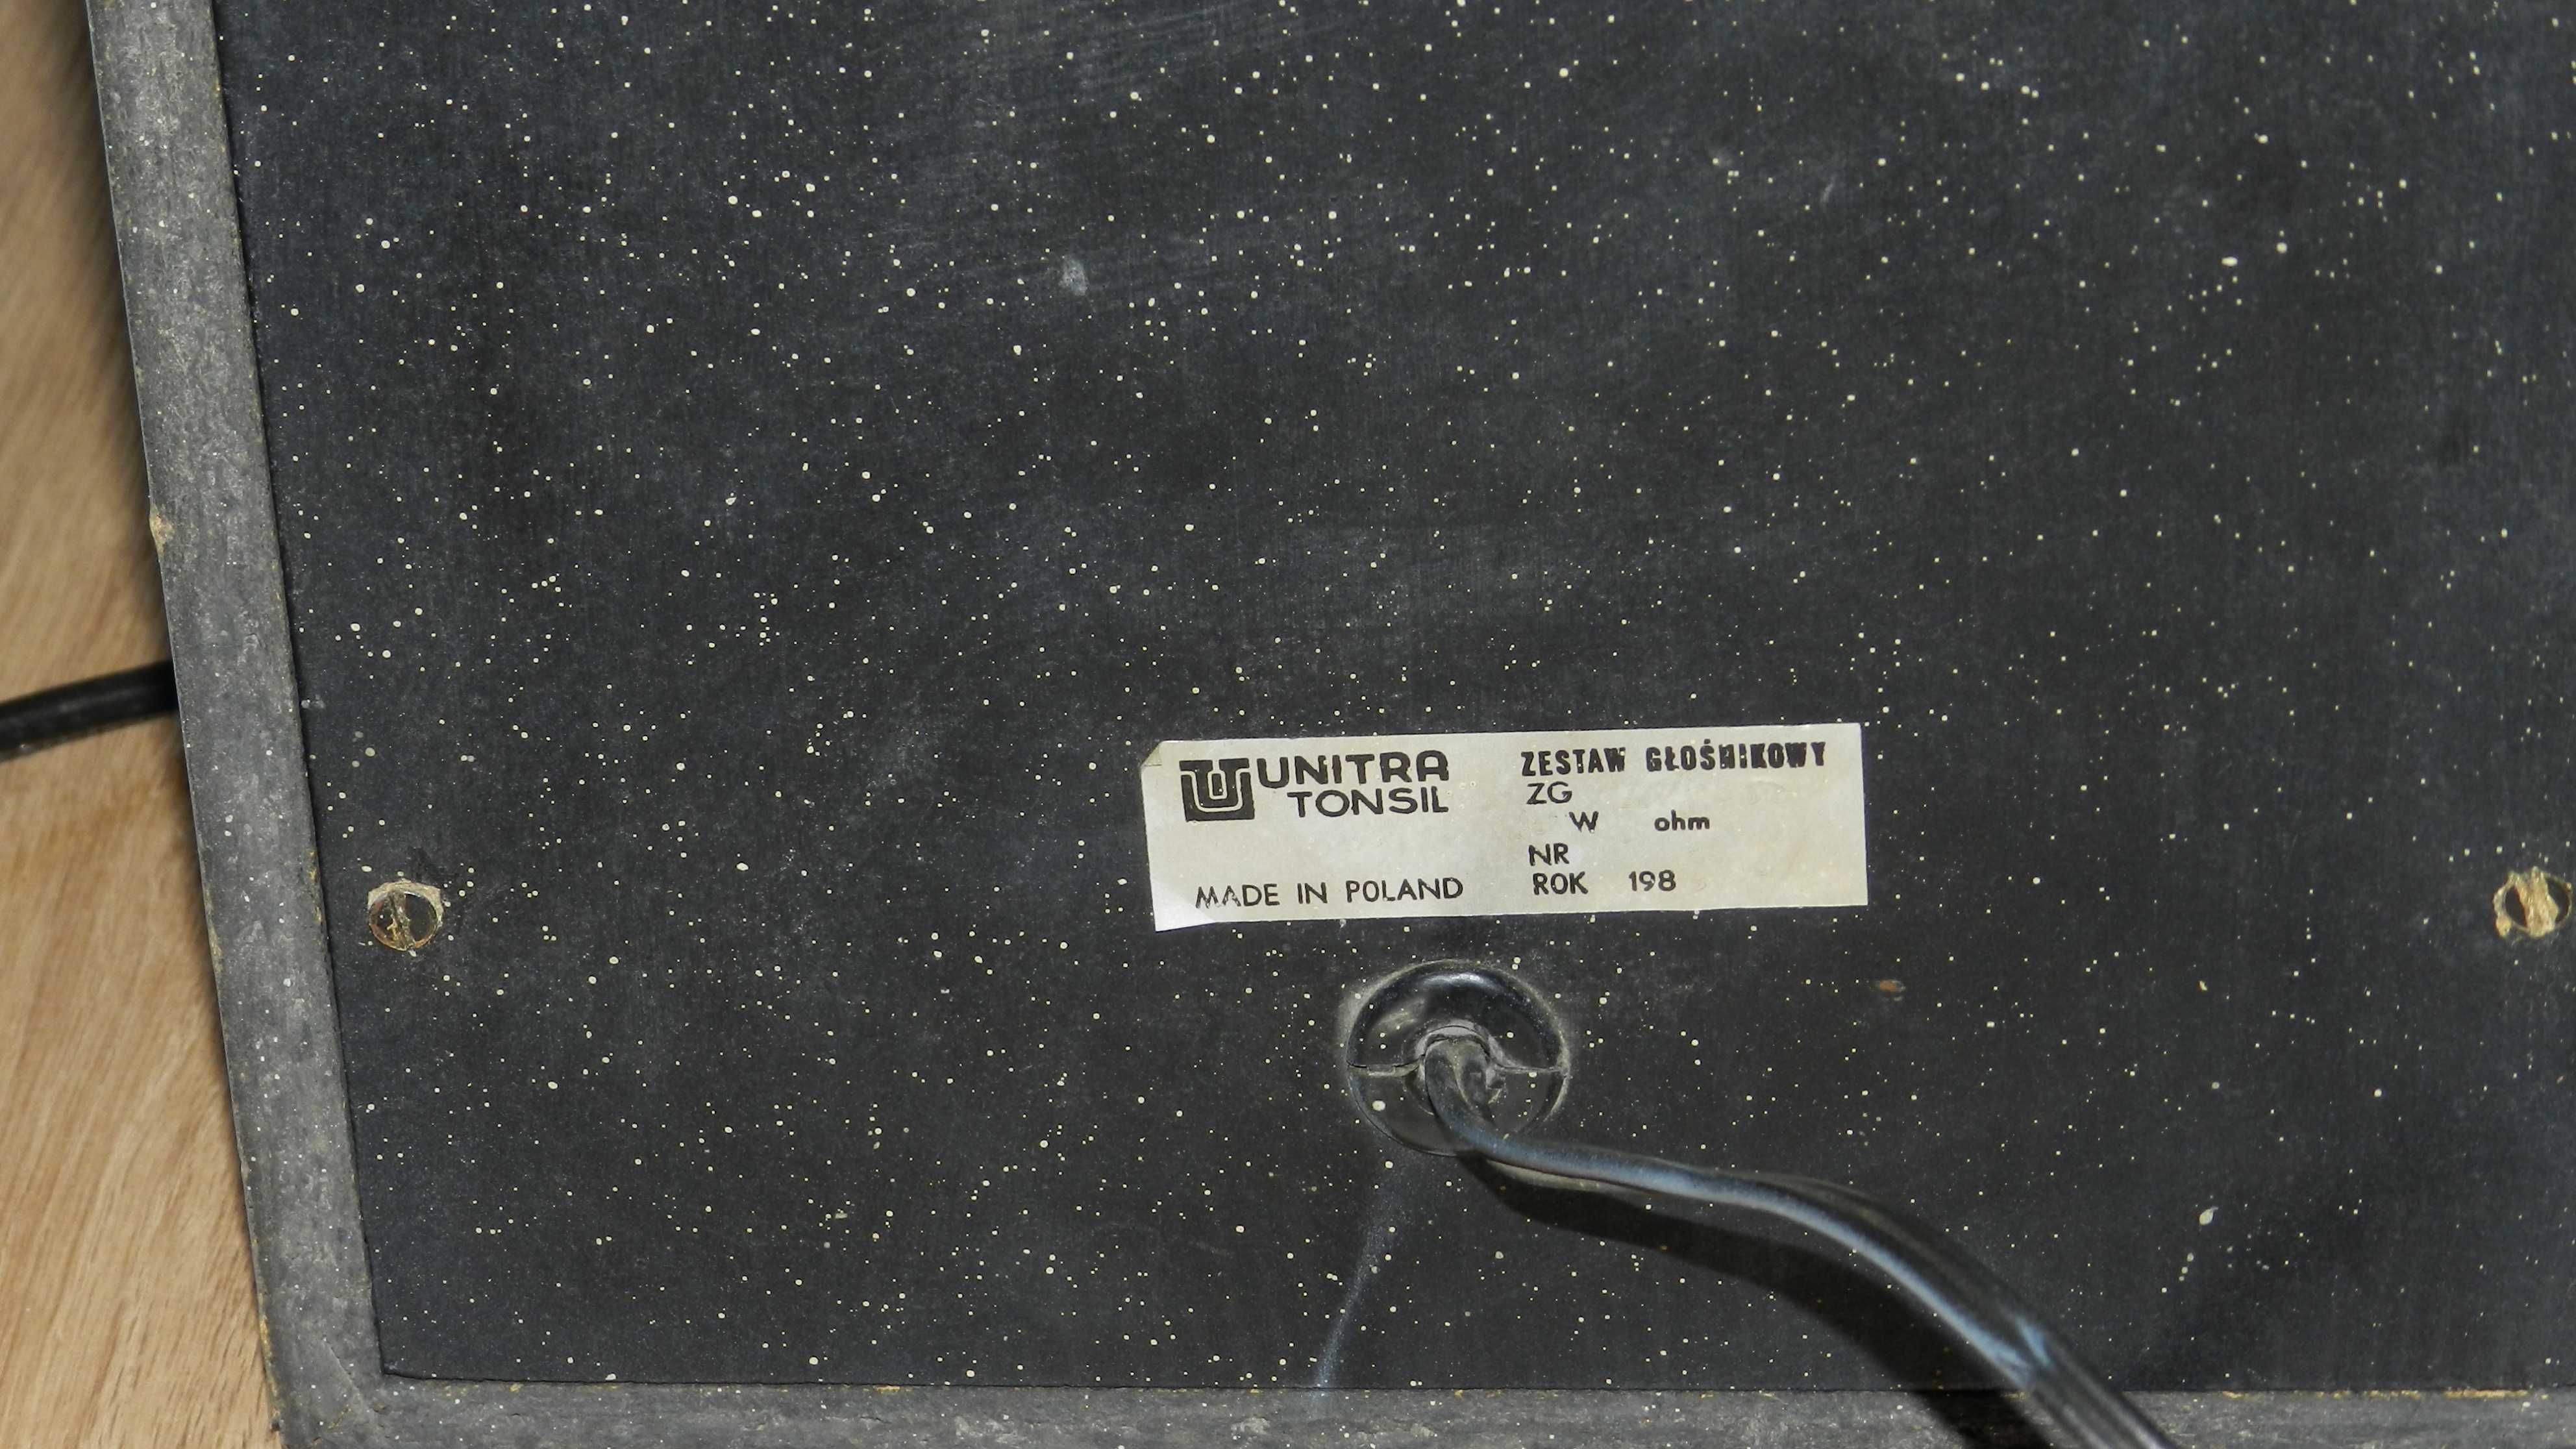 UNITRA
TONSIL
MADE IN POLAND
ZESTAW GŁOŚNIKOWY
ZG
W ohm
NR
ROK 198